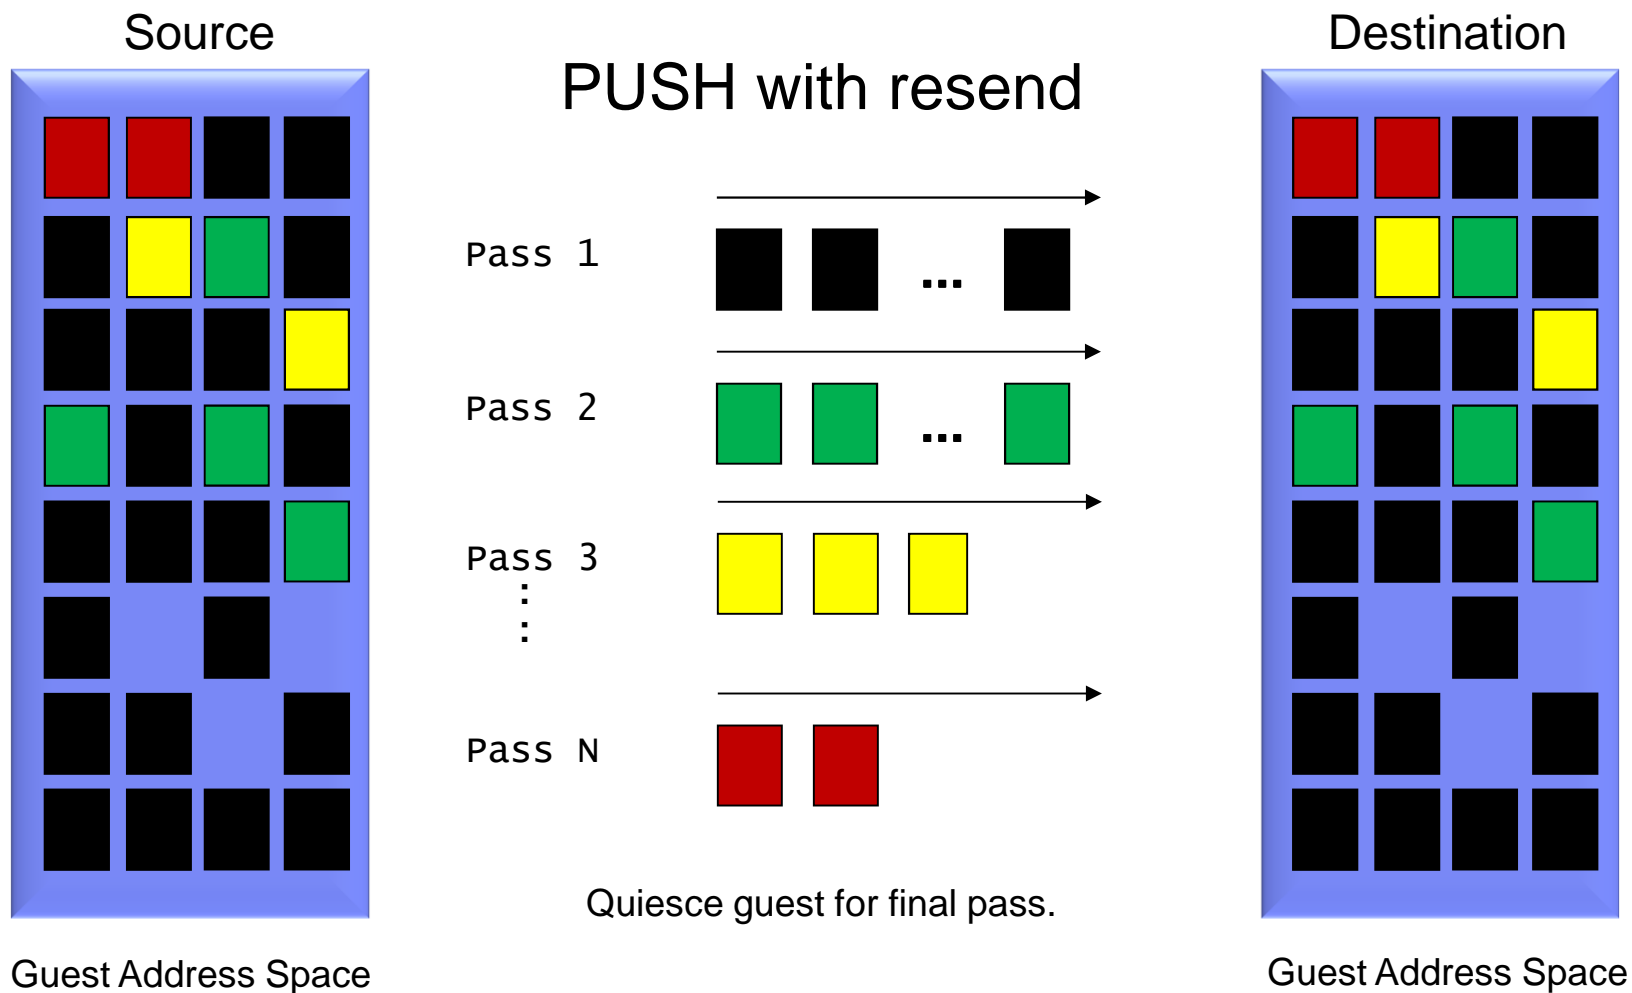 Source
Destination
PUSH with resend
Pass 1
...
Pass 2
...
Pass 3
:
:
Pass N
Quiesce guest for final pass.
Guest Address Space
Guest Address Space